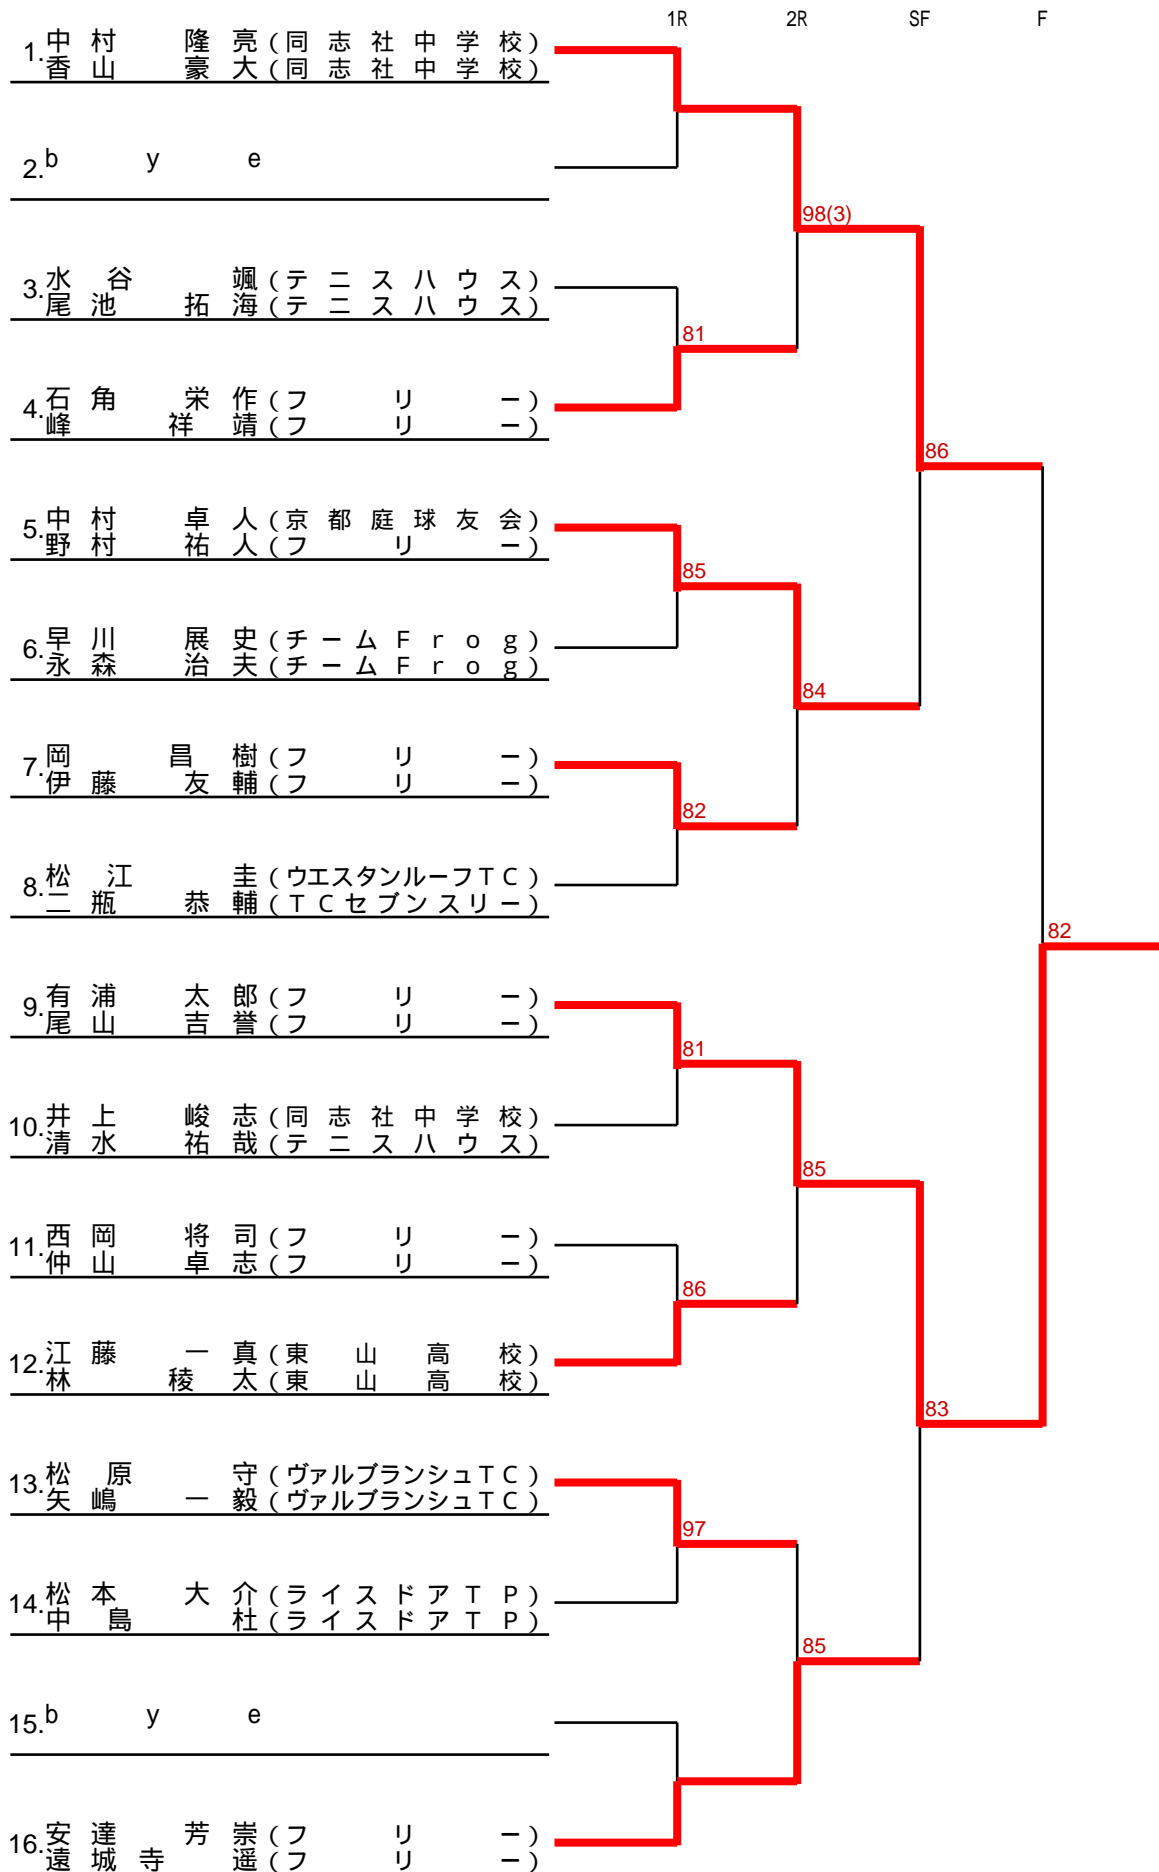 1R 2R SF F
1. 中村 隆亮(同志社中学校)
香山 豪大(同志社中学校)
2. bye
98(3)
3. 水谷 颯(テニスハウス)
尾池 拓海(テニスハウス)
81
4. 石角 栄作(フリー)
峰 祥靖(フリー)
86
5. 中村 卓人(京都庭球友会)
野村 祐人(フリー)
85
6. 早川 展史(チームFrog)
永森 治夫(チームFrog)
84
7. 岡 昌樹(フリー)
伊藤 友輔(フリー)
82
8. 松江 圭(ウエスタンルーフTC)
二瓶 恭輔(TCセブンスリー)
82
9. 有浦 太郎(フリー)
尾山 吉誉(フリー)
81
10. 井上 峻志(同志社中学校)
清水 祐哉(テニスハウス)
85
11. 西岡 将司(フリー)
仲山 卓志(フリー)
86
12. 江藤 一真(東山高校)
林 稜太(東山高校)
83
13. 松原 守(ヴァルブランシュTC)
矢嶋 一毅(ヴァルブランシュTC)
97
14. 松本 大介(ライスドアTP)
中島 杜(ライスドアTP)
85
15. bye
16. 安達 芳崇(フリー)
遠城寺 遥(フリー)